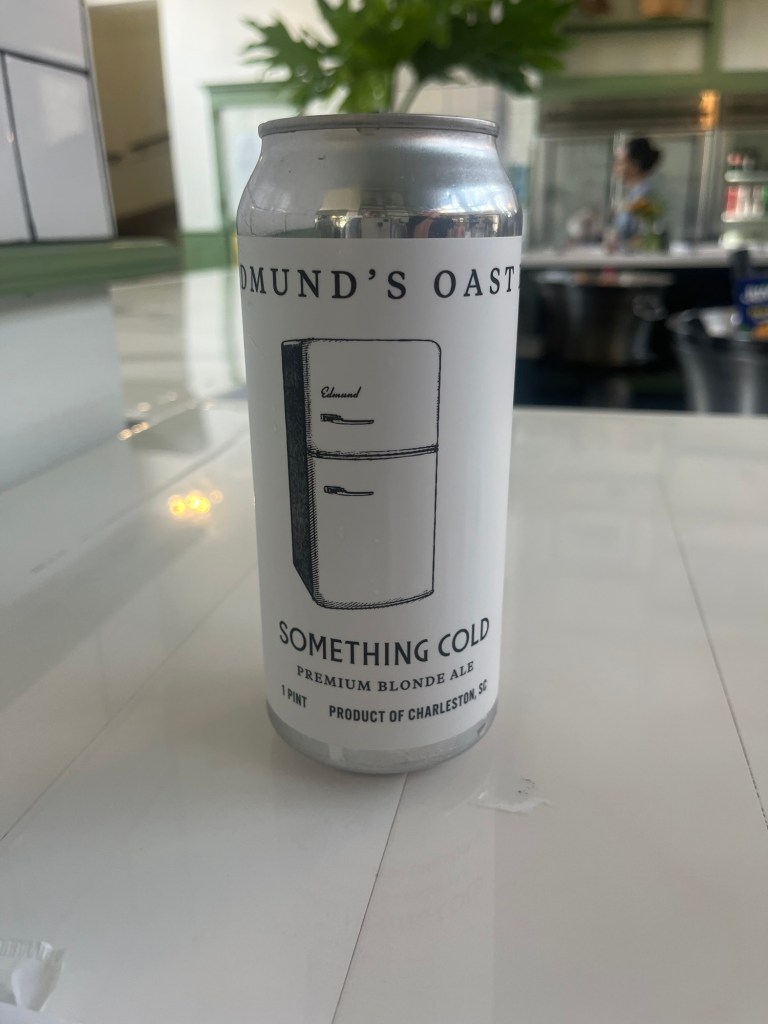 DMUND'S OAST
Edmund
SOMETHING COLD
PREMIUM BLONDE ALE
1 PINT PRODUCT OF CHARLESTON, SC